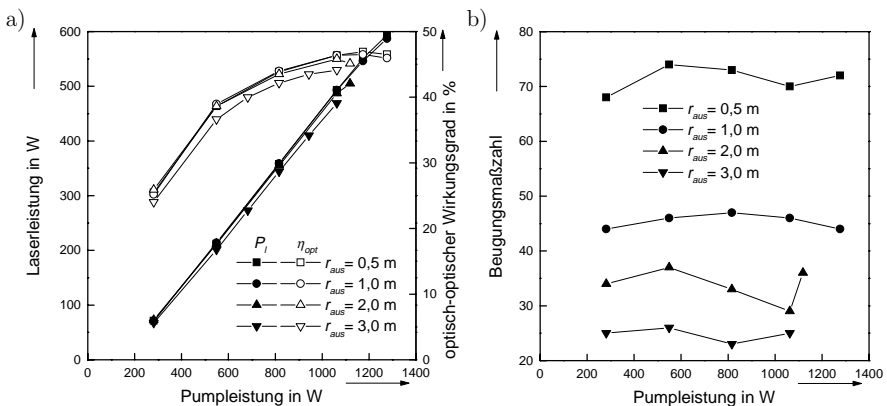 a)
Laserleistung in W
600
500
400
300
200
100
0
0 200 400 600 800 1000 1200 1400
Pumpleistung in W
50
40
30
20
10
0
optisch-optischer Wirkungsgrad in %
P_l η_opt
r_aus = 0,5 m
r_aus = 1,0 m
r_aus = 2,0 m
r_aus = 3,0 m
b)
Beugungsmaßzahl
80
70
60
50
40
30
20
0 200 400 600 800 1000 1200 1400
Pumpleistung in W
r_aus = 0,5 m
r_aus = 1,0 m
r_aus = 2,0 m
r_aus = 3,0 m